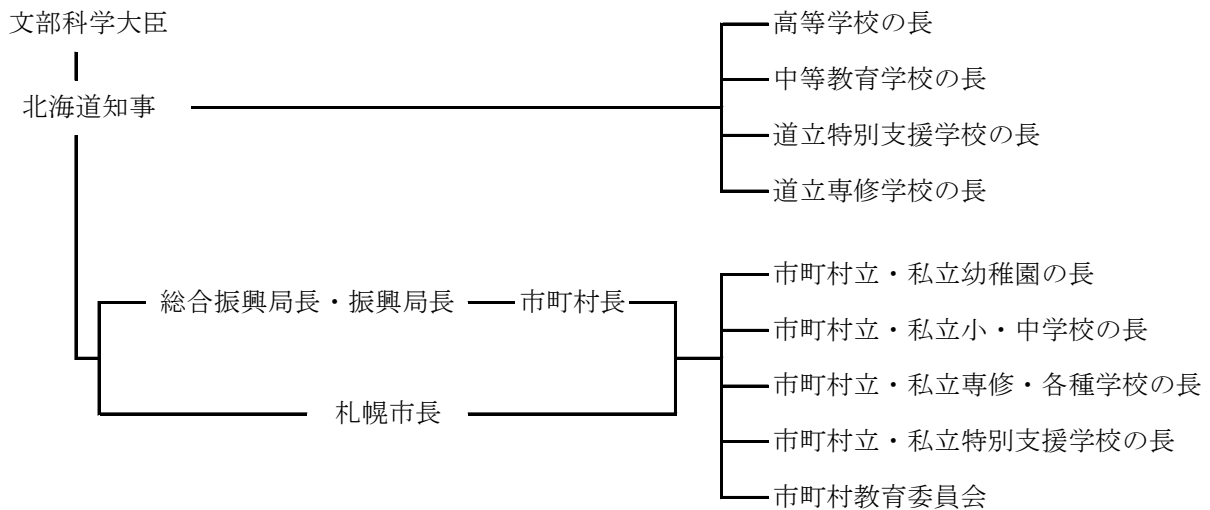 文部科学大臣
北海道知事
高等学校の長
中等教育学校の長
道立特別支援学校の長
道立専修学校の長
総合振興局長・振興局長
市町村長
札幌市長
市町村立・私立幼稚園の長
市町村立・私立小・中学校の長
市町村立・私立専修・各種学校の長
市町村立・私立特別支援学校の長
市町村教育委員会